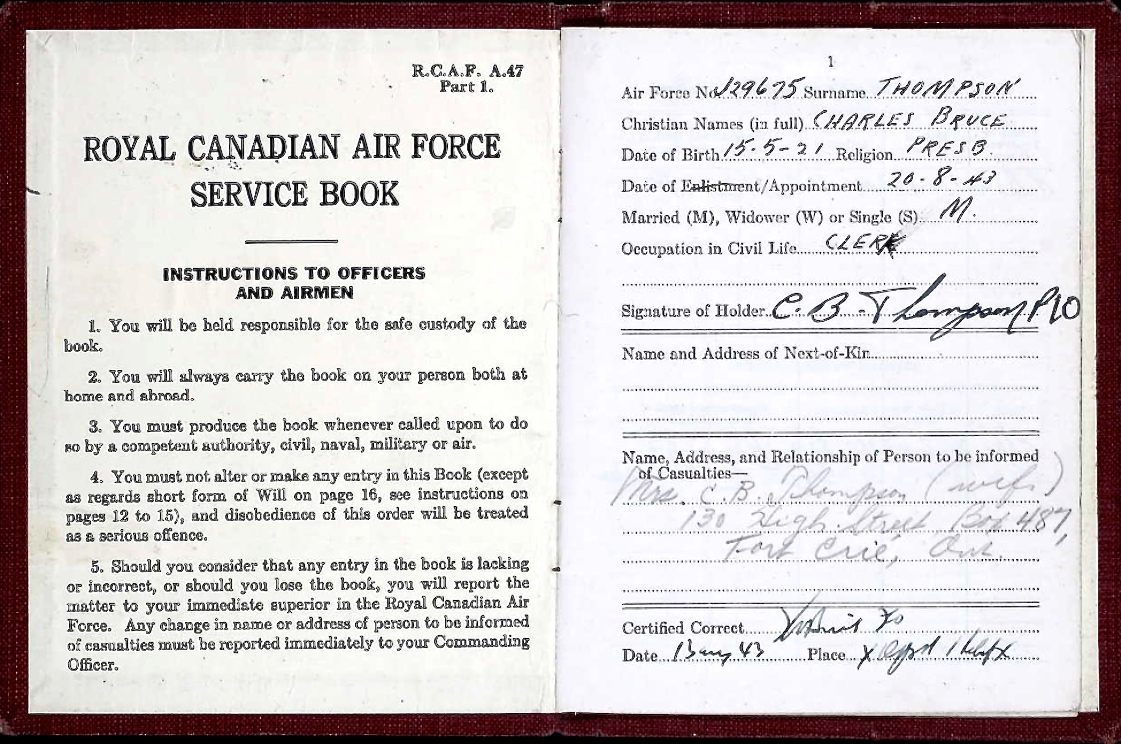 R.C.A.F. A.47
Part 1.
ROYAL CANADIAN AIR FORCE
SERVICE BOOK
INSTRUCTIONS TO OFFICERS
AND AIRMEN
1. You will be held responsible for the safe custody of the
book.
2. You will always carry the book on your person both at
home and abroad.
3. You must produce the book whenever called upon to do
so by a competent authority, civil, naval, military or air.
4. You must not alter or make any entry in this Book (except
as regards short form of Will on page 16, see instructions on
pages 12 to 15), and disobedience of this order will be treated
as a serious offence.
5. Should you consider that any entry in the book is lacking
or incorrect, or should you lose the book, you will report the
matter to your immediate superior in the Royal Canadian Air
Force. Any change in name or address of person to be informed
of casualties must be reported immediately to your Commanding
Officer.
1
Air Force No. J29675 Surname THOMPSON
Christian Names (in full) CHARLES BRUCE
Date of Birth 15-5-21 Religion PRESB.
Date of Enlistment/Appointment 20-8-43
Married (M), Widower (W) or Single (S) M.
Occupation in Civil Life CLERK
Signature of Holder C. B. Thompson P/O
Name and Address of Next-of-Kin
Name, Address, and Relationship of Person to be informed
of Casualties—
Mrs C. B. Thompson (wife)
130 High Street Box 487,
Fort Erie, Ont.
Certified Correct
Date 43 Place